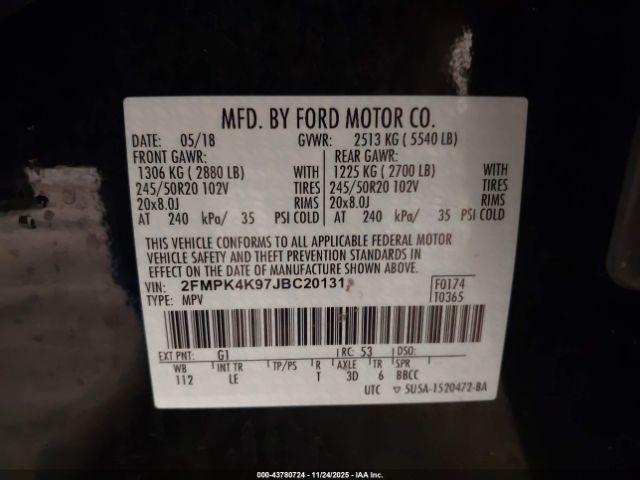 MFD. BY FORD MOTOR CO.
DATE: 05/18 GVWR: 2513 KG ( 5540 LB)
FRONT GAWR: REAR GAWR:
1306 KG ( 2880 LB) WITH 1225 KG ( 2700 LB) WITH
245/50R20 102V TIRES 245/50R20 102V TIRES
20x8.0J RIMS 20x8.0J RIMS
AT 240 kPa/ 35 PSI COLD AT 240 kPa/ 35 PSI COLD
THIS VEHICLE CONFORMS TO ALL APPLICABLE FEDERAL MOTOR
VEHICLE SAFETY AND THEFT PREVENTION STANDARDS IN
EFFECT ON THE DATE OF MANUFACTURE SHOWN ABOVE.
VIN: 2FMPK4K97JBC20131 F0174
TYPE: MPV T0365
EXT PNT: G1 RC: 53 DSO:
WB INT TR TP/PS R AXLE TR SPR
112 LE T 3D 6 BBCC
UTC ▽ 5U5A-1520472-BA
000-43780724 - 11/24/2025 - IAA Inc.